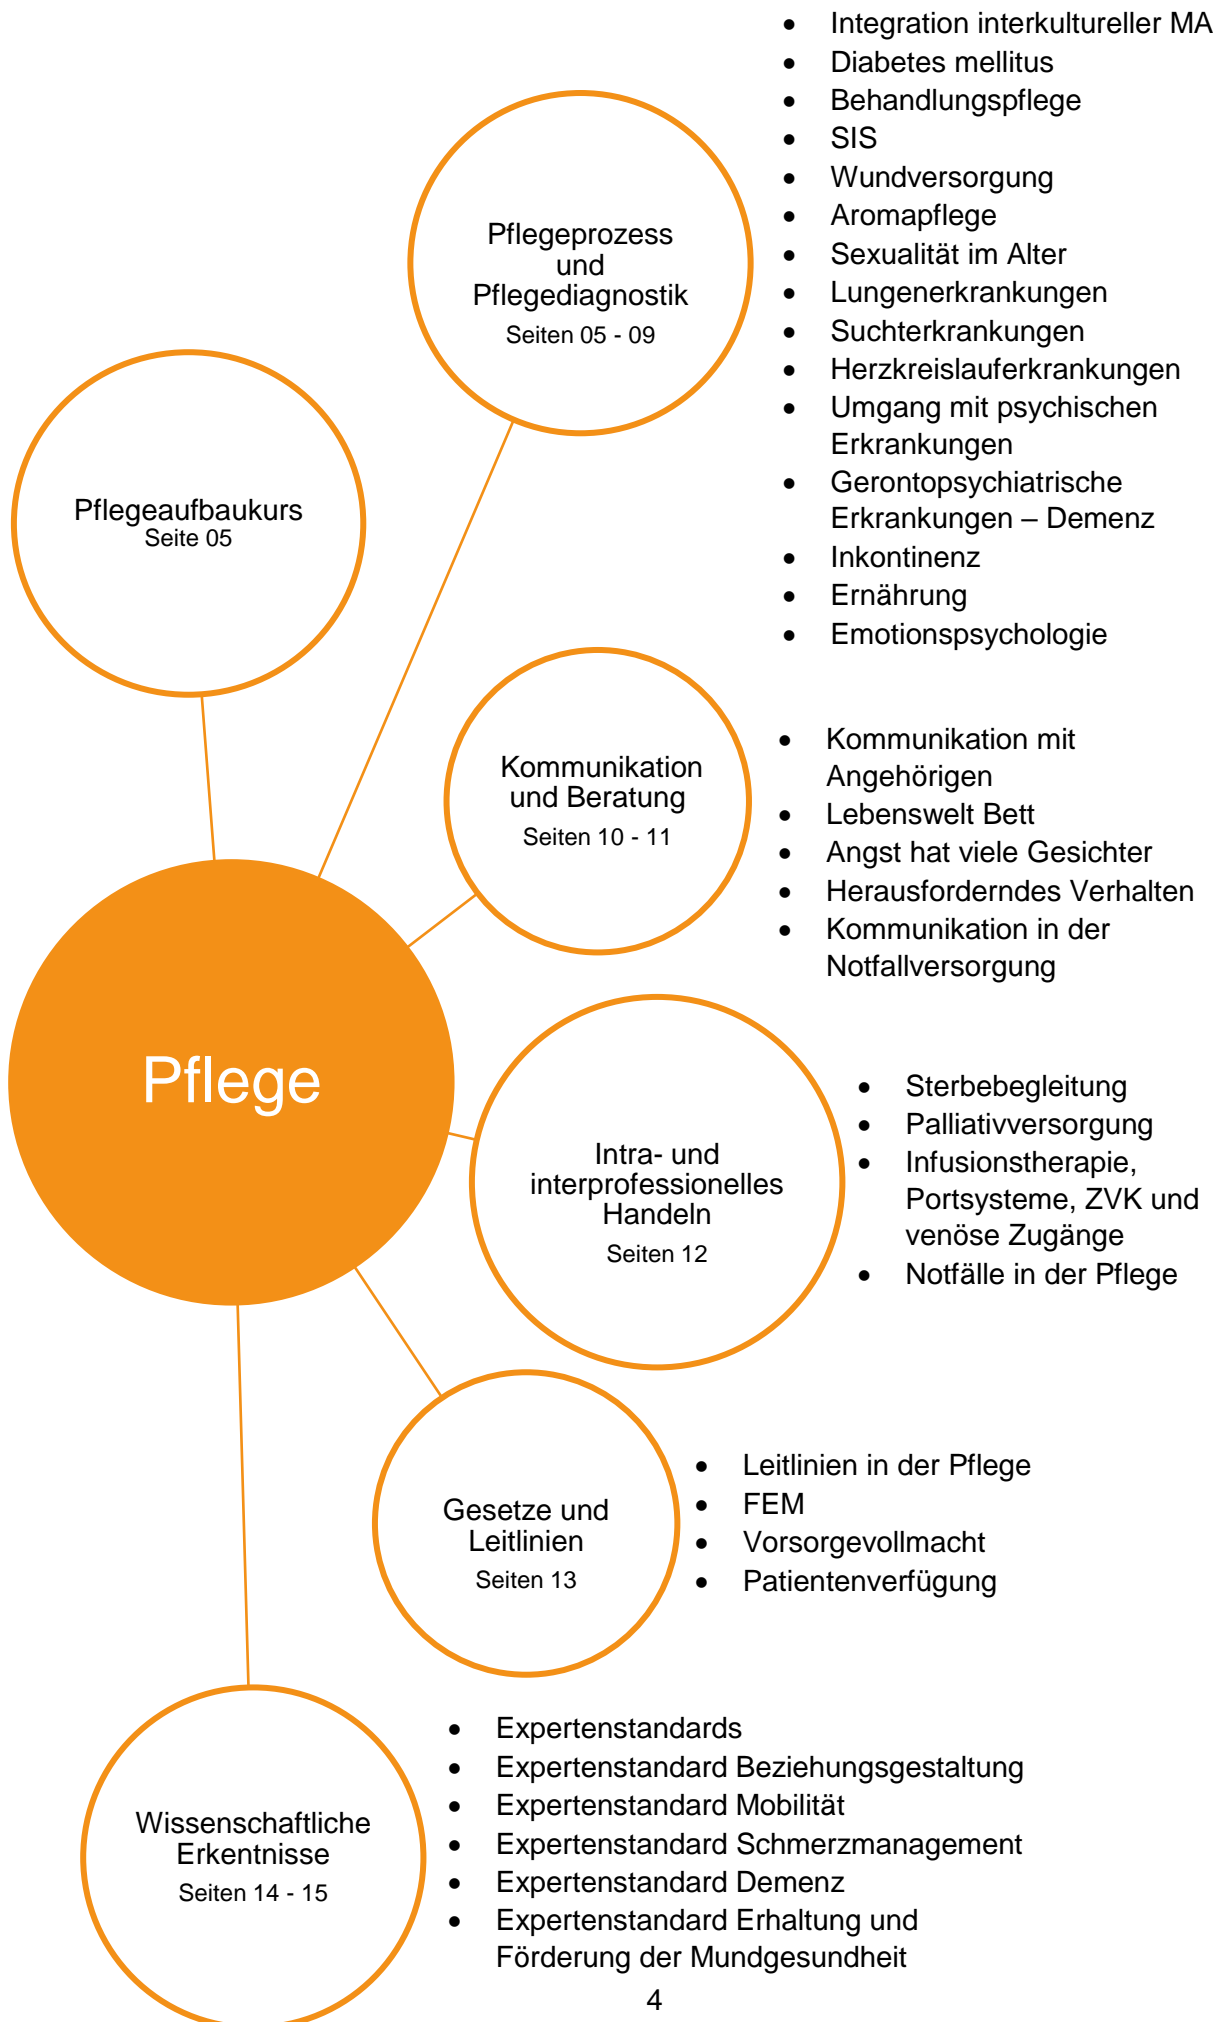 Integration interkultureller MA
Diabetes mellitus
Behandlungspflege
SIS
Wundversorgung
Aromapflege
Sexualität im Alter
Lungenerkrankungen
Suchterkrankungen
Herzkreislauferkrankungen
Umgang mit psychischen
Erkrankungen
Gerontopsychiatrische
Erkrankungen – Demenz
Inkontinenz
Ernährung
Emotionspsychologie
Pflegeprozess
und
Pflegediagnostik
Seiten 05 - 09
Pflegeaufbaukurs
Seite 05
Kommunikation
und Beratung
Seiten 10 - 11
Kommunikation mit
Angehörigen
Lebenswelt Bett
Angst hat viele Gesichter
Herausforderndes Verhalten
Kommunikation in der
Notfallversorgung
Pflege
Intra- und
interprofessionelles
Handeln
Seiten 12
Sterbebegleitung
Palliativversorgung
Infusionstherapie,
Portsysteme, ZVK und
venöse Zugänge
Notfälle in der Pflege
Gesetze und
Leitlinien
Seiten 13
Leitlinien in der Pflege
FEM
Vorsorgevollmacht
Patientenverfügung
Wissenschaftliche
Erkentnisse
Seiten 14 - 15
Expertenstandards
Expertenstandard Beziehungsgestaltung
Expertenstandard Mobilität
Expertenstandard Schmerzmanagement
Expertenstandard Demenz
Expertenstandard Erhaltung und
Förderung der Mundgesundheit
4